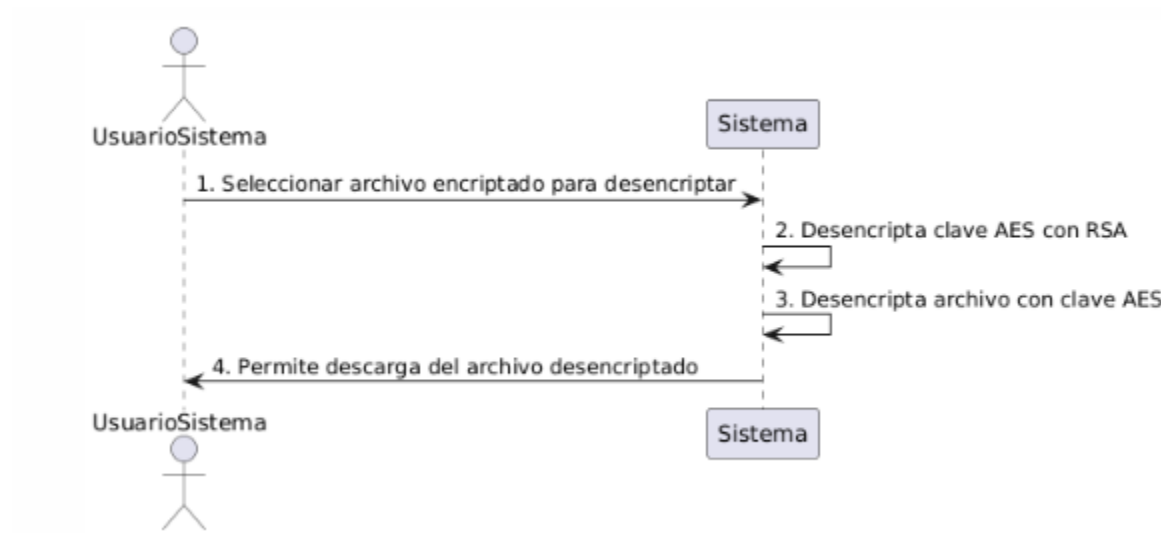 UsuarioSistema
Sistema
1. Seleccionar archivo encriptado para desencriptar
2. Desencripta clave AES con RSA
3. Desencripta archivo con clave AES
4. Permite descarga del archivo desencriptado
UsuarioSistema
Sistema